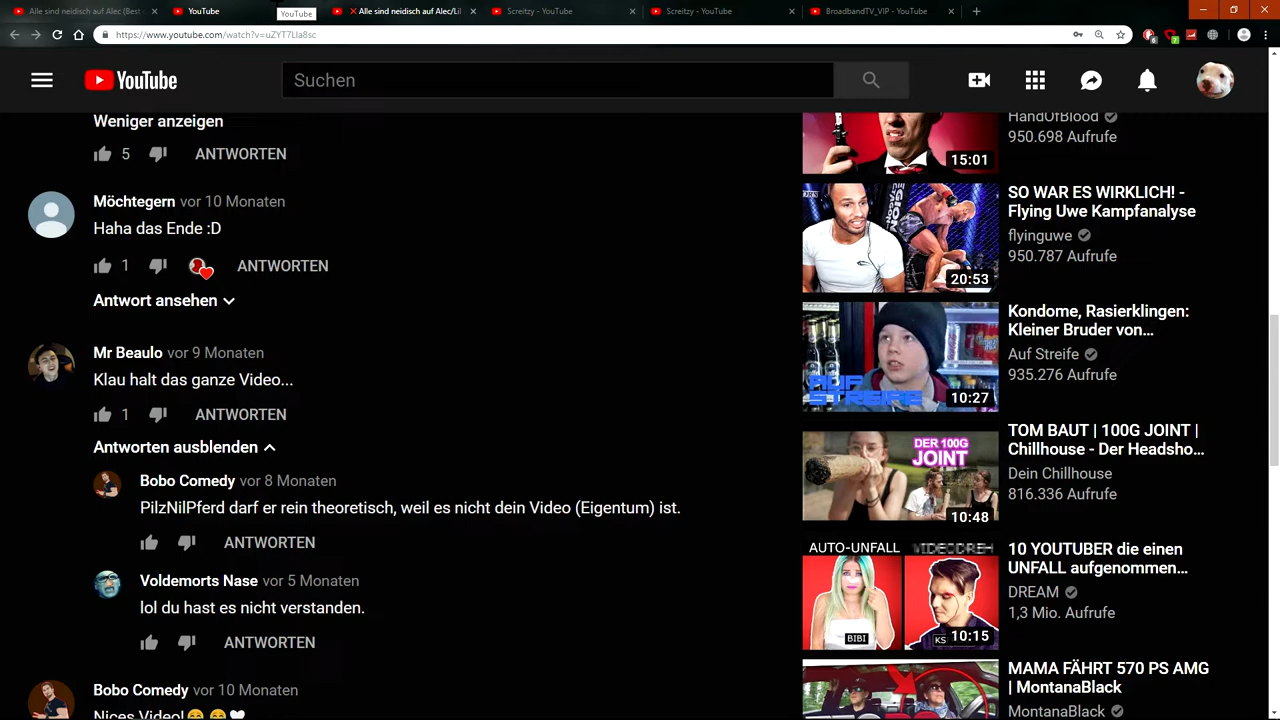 Alle sind neidisch auf Alec (Best -
YouTube
YouTube
Alle sind neidisch auf Alec/Lil
Screitzy - YouTube
Screitzy - YouTube
BroadbandTV_VIP - YouTube
https://www.youtube.com/watch?v=uZYT7Lla8sc
YouTube
Suchen
Weniger anzeigen
5 ANTWORTEN
Möchtegern vor 10 Monaten
Haha das Ende :D
1 ANTWORTEN
Antwort ansehen
Mr Beaulo vor 9 Monaten
Klau halt das ganze Video...
1 ANTWORTEN
Antworten ausblenden
Bobo Comedy vor 8 Monaten
PilzNilPferd darf er rein theoretisch, weil es nicht dein Video (Eigentum) ist.
ANTWORTEN
Voldemorts Nase vor 5 Monaten
lol du hast es nicht verstanden.
ANTWORTEN
Bobo Comedy vor 10 Monaten
Nices Video!
HandOfBlood
950.698 Aufrufe
15:01
SO WAR ES WIRKLICH! -
Flying Uwe Kampfanalyse
flyinguwe
950.787 Aufrufe
20:53
Kondome, Rasierklingen:
Kleiner Bruder von...
Auf Streife
935.276 Aufrufe
AUF
STREIFE
10:27
TOM BAUT | 100G JOINT |
Chillhouse - Der Headsho...
Dein Chillhouse
816.336 Aufrufe
DER 100G
JOINT
10:48
10 YOUTUBER die einen
UNFALL aufgenommen...
DREAM
1,3 Mio. Aufrufe
AUTO-UNFALL
BIBI
KS
10:15
MAMA FÄHRT 570 PS AMG
| MontanaBlack
MontanaBlack